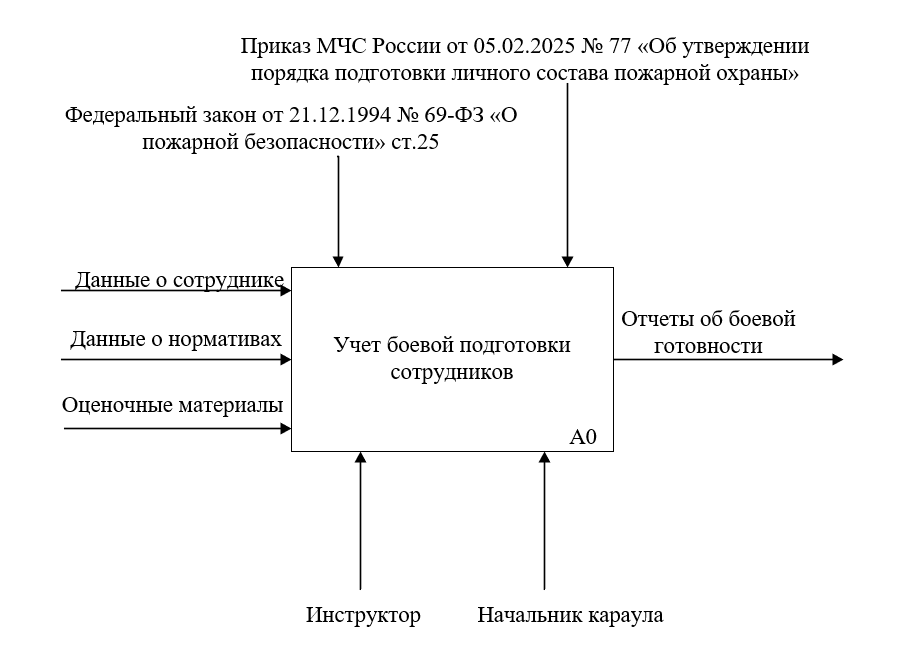 Приказ МЧС России от 05.02.2025 № 77 «Об утверждении
порядка подготовки личного состава пожарной охраны»
Федеральный закон от 21.12.1994 № 69-ФЗ «О
пожарной безопасности» ст.25
Данные о сотруднике
Данные о нормативах
Оценочные материалы
Учет боевой подготовки
сотрудников
А0
Отчеты об боевой
готовности
Инструктор
Начальник караула